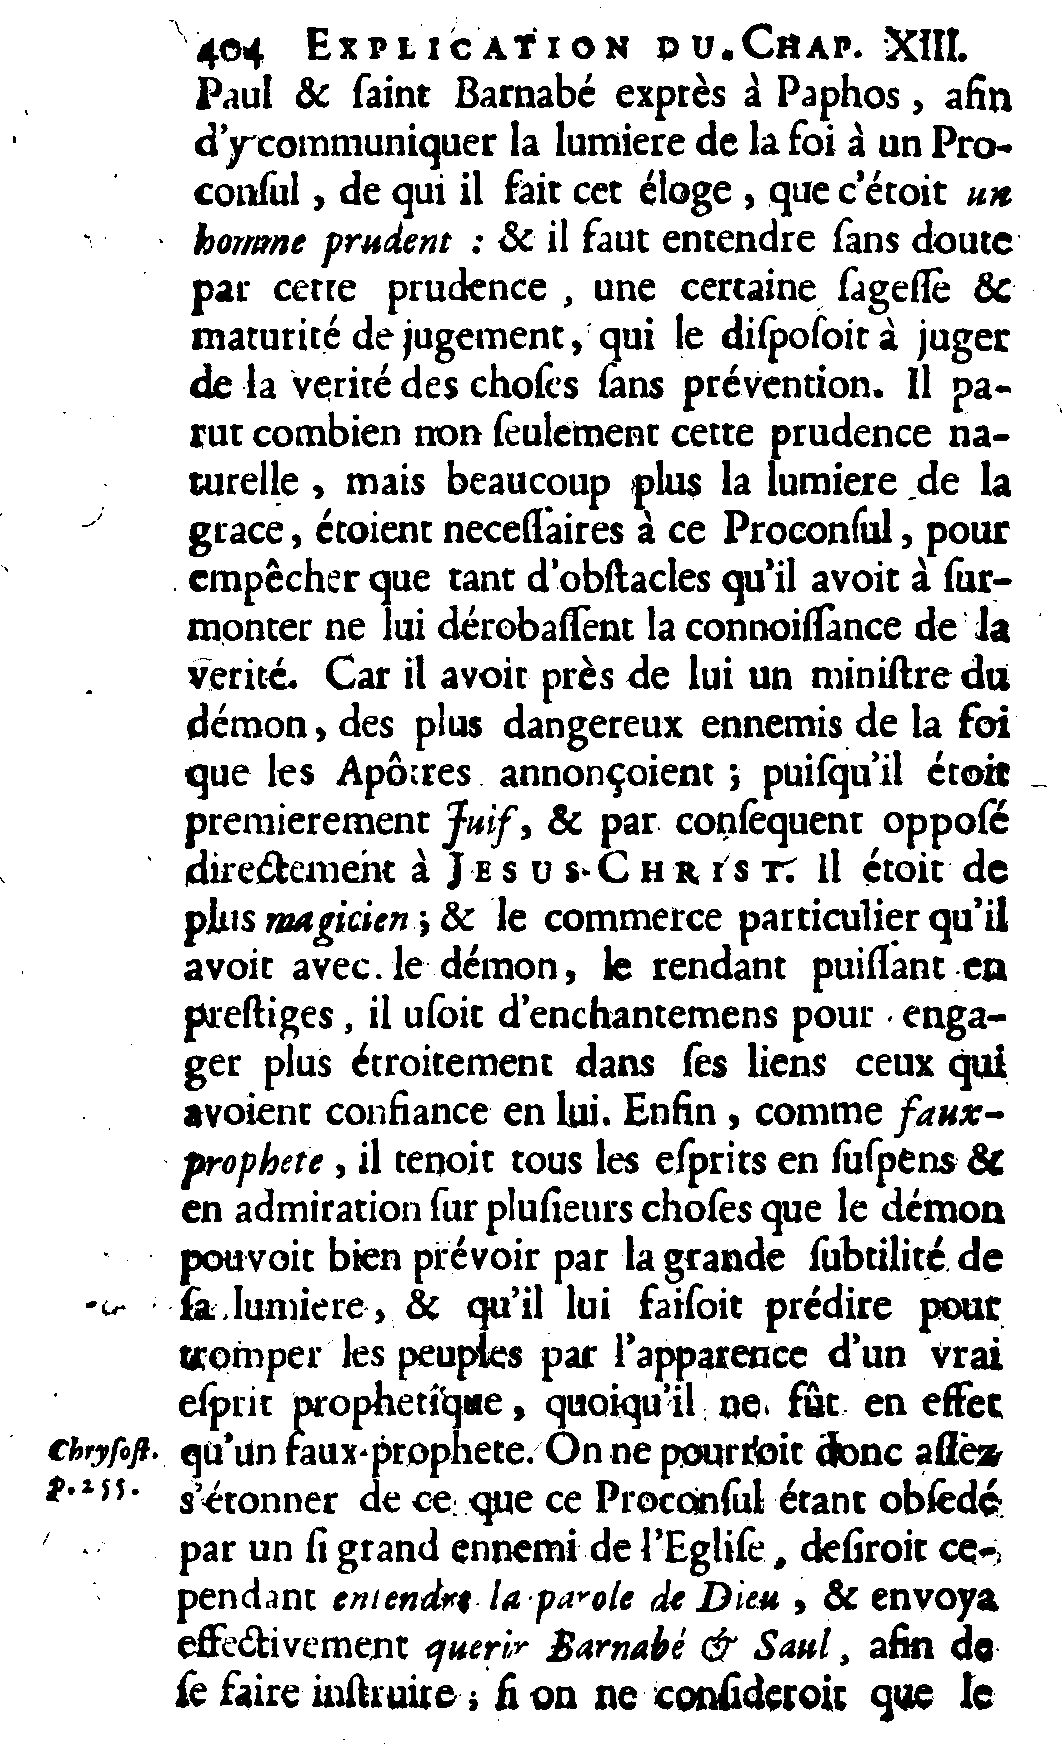 404 EXPLICATION DU CHAP. XIII.
Paul & ſaint Barnabé exprès à Paphos, afin
d'y communiquer la lumiere de la foi à un Pro-
conſul, de qui il fait cet éloge, que c'étoit un
homme prudent : & il faut entendre ſans doute
par cette prudence, une certaine ſageſſe &
maturité de jugement, qui le diſpoſoit à juger
de la verité des choſes ſans prévention. Il pa-
rut combien non ſeulement cette prudence na-
turelle, mais beaucoup plus la lumiere de la
grace, étoient neceſſaires à ce Proconſul, pour
empêcher que tant d'obſtacles qu'il avoit à ſur-
monter ne lui dérobaſſent la connoiſſance de la
verité. Car il avoit près de lui un miniſtre du
démon, des plus dangereux ennemis de la foi
que les Apôtres annonçoient ; puiſqu'il étoit
premierement Juif, & par conſequent oppoſé
directement à JESUS-CHRIST. Il étoit de
plus magicien ; & le commerce particulier qu'il
avoit avec le démon, le rendant puiſſant en
preſtiges, il uſoit d'enchantemens pour enga-
ger plus étroitement dans ſes liens ceux qui
avoient confiance en lui. Enfin, comme faux-
prophete, il tenoit tous les eſprits en ſuſpens &
en admiration ſur pluſieurs choſes que le démon
pouvoit bien prévoir par la grande ſubtilité de
ſa lumiere, & qu'il lui faiſoit prédire pour
tromper les peuples par l'apparence d'un vrai
eſprit prophetique, quoiqu'il ne fût en effet
Chryſoſt. qu'un faux-prophete. On ne pourroit donc aſſez
p. 255. s'étonner de ce que ce Proconſul étant obſedé
par un ſi grand ennemi de l'Egliſe, deſiroit ce-
pendant entendre la parole de Dieu, & envoya
effectivement querir Barnabé & Saul, afin de
ſe faire inſtruire ; ſi on ne conſideroit que le